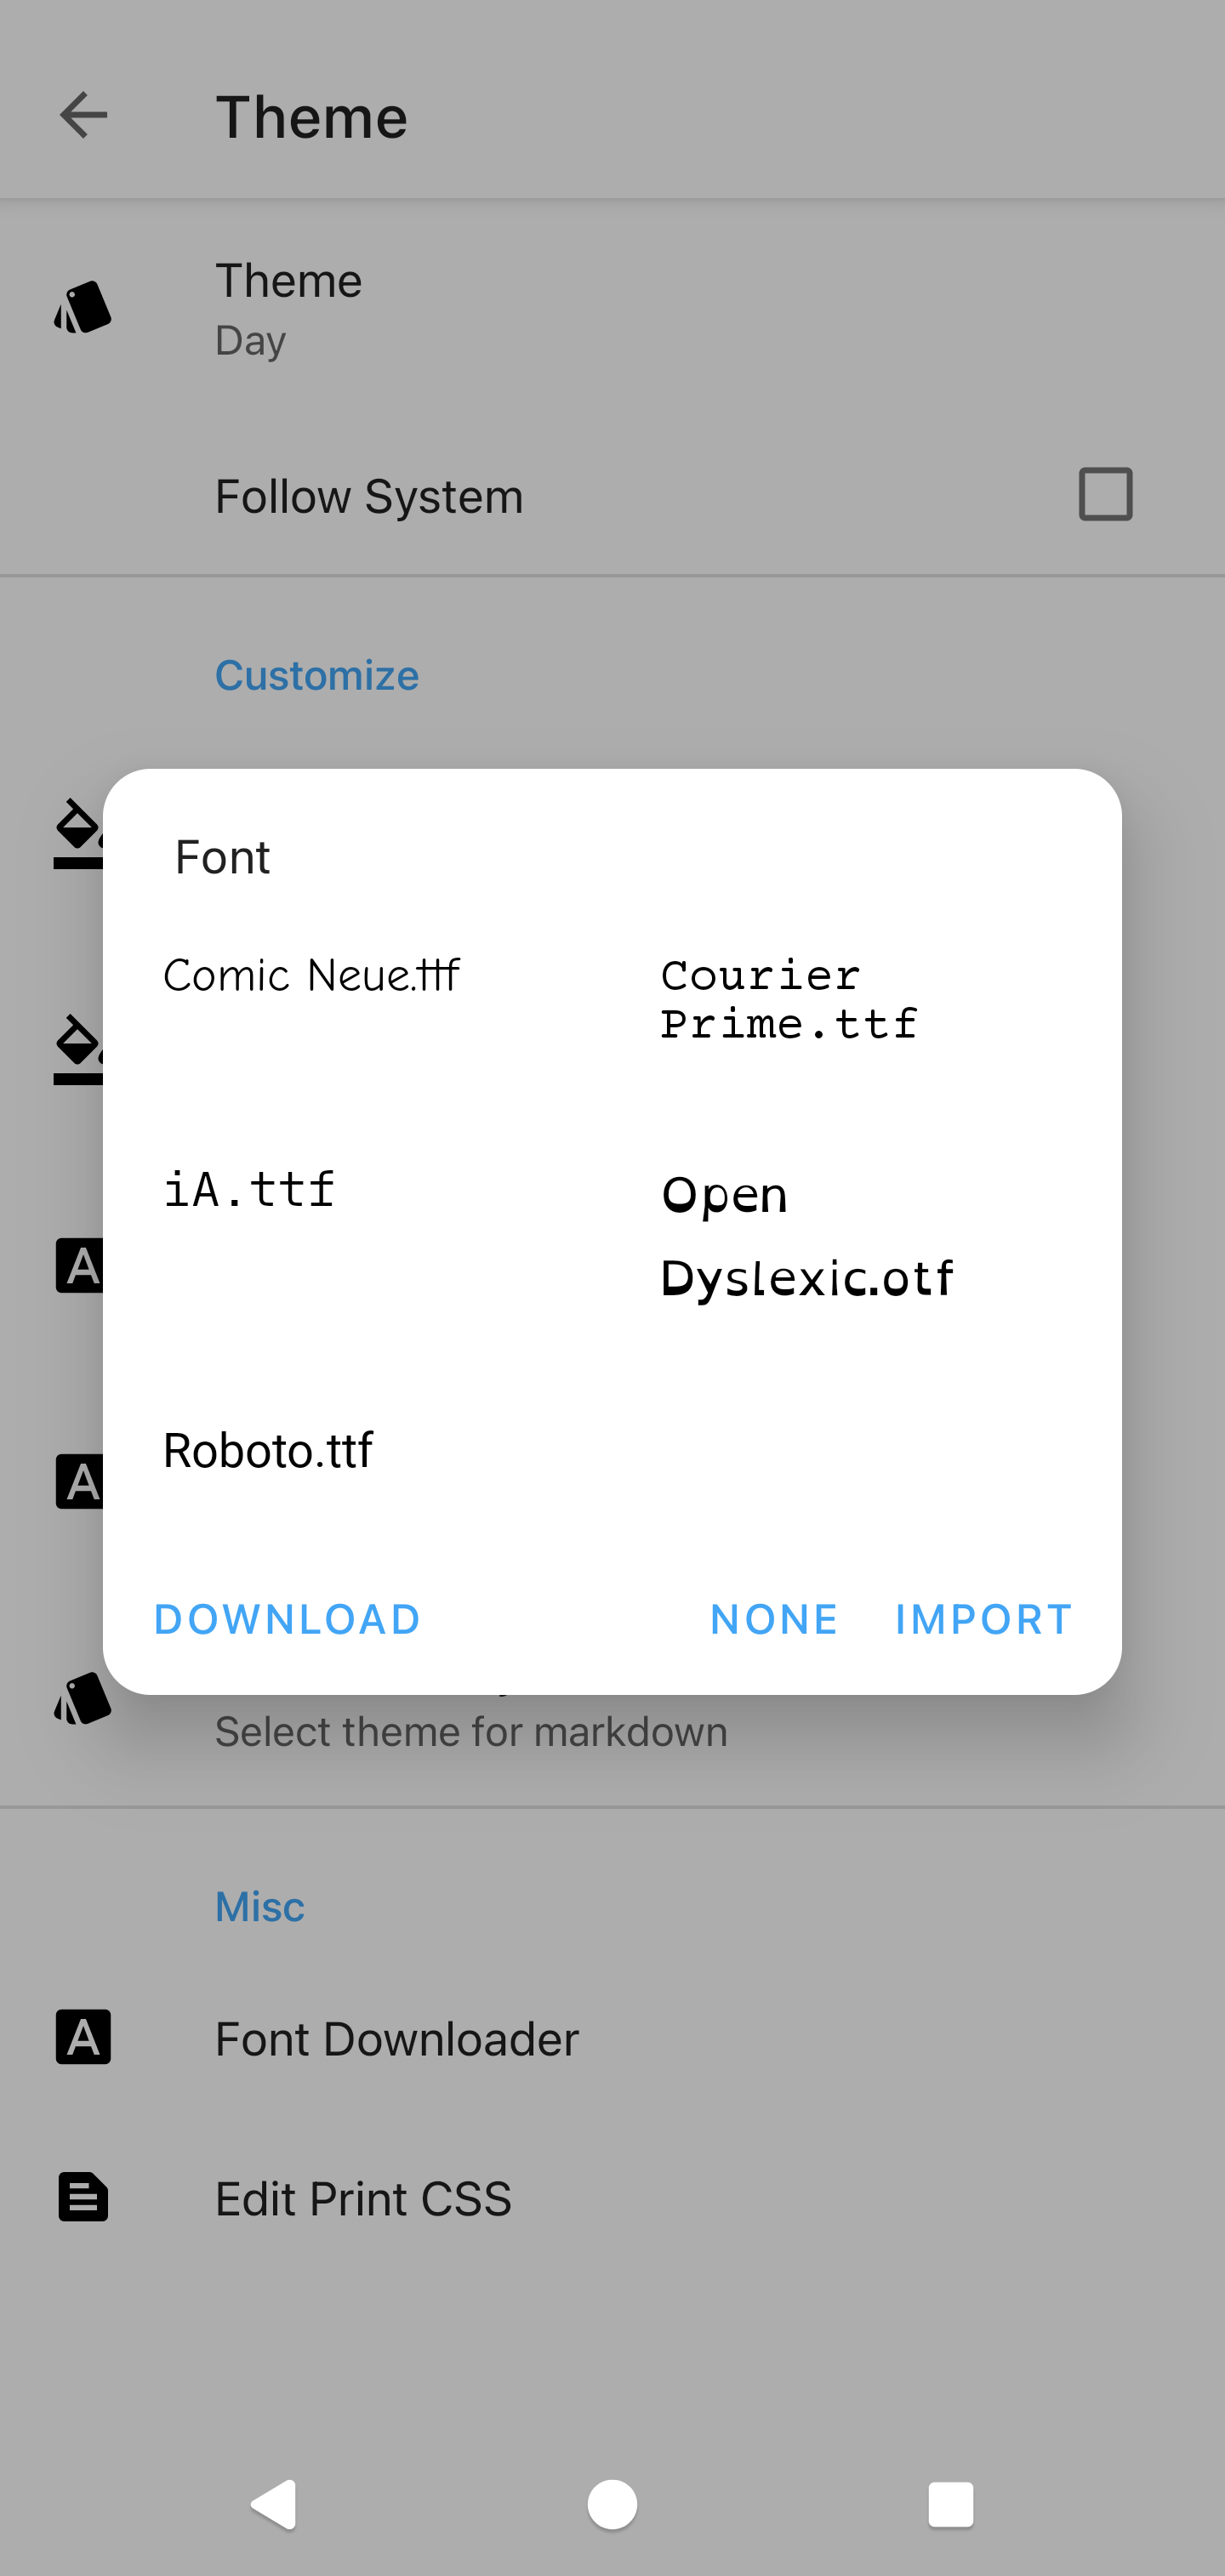 Theme
Theme
Day
Follow System
Customize
Font
Comic Neue.ttf
Courier
Prime.ttf
iA.ttf
Open
Dyslexic.otf
Roboto.ttf
DOWNLOAD
NONE
IMPORT
Select theme for markdown
Misc
Font Downloader
Edit Print CSS